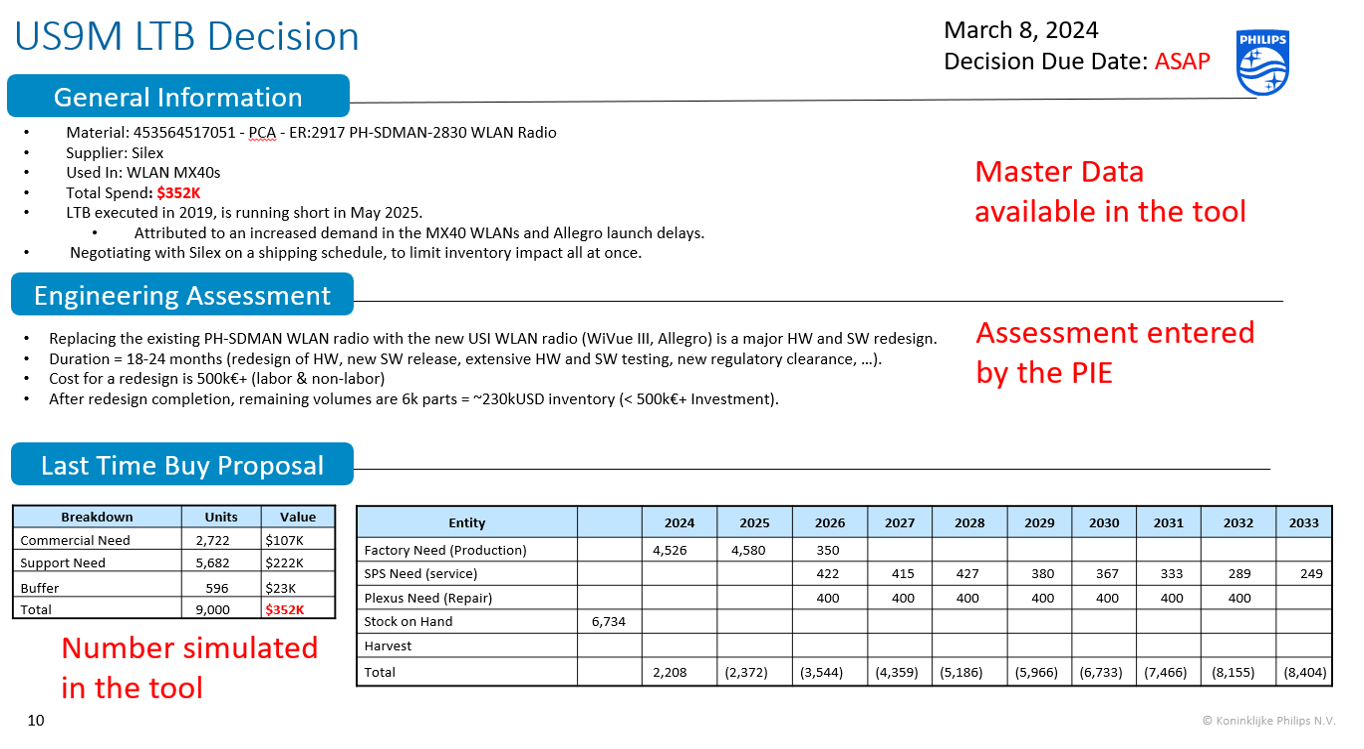 US9M LTB Decision
March 8, 2024
Decision Due Date: ASAP
PHILIPS
General Information
• Material: 453564517051 - PCA - ER:2917 PH-SDMAN-2830 WLAN Radio
• Supplier: Silex
• Used In: WLAN MX40s
• Total Spend: $352K
• LTB executed in 2019, is running short in May 2025.
• Attributed to an increased demand in the MX40 WLANs and Allegro launch delays.
• Negotiating with Silex on a shipping schedule, to limit inventory impact all at once.
Master Data
available in the tool
Engineering Assessment
• Replacing the existing PH-SDMAN WLAN radio with the new USI WLAN radio (WiVue III, Allegro) is a major HW and SW redesign.
• Duration = 18-24 months (redesign of HW, new SW release, extensive HW and SW testing, new regulatory clearance, …).
• Cost for a redesign is 500k€+ (labor & non-labor)
• After redesign completion, remaining volumes are 6k parts = ~230kUSD inventory (< 500k€+ Investment).
Assessment entered
by the PIE
Last Time Buy Proposal
Breakdown Units Value
Commercial Need 2,722 $107K
Support Need 5,682 $222K
Buffer 596 $23K
Total 9,000 $352K
Number simulated
in the tool
Entity 2024 2025 2026 2027 2028 2029 2030 2031 2032 2033
Factory Need (Production) 4,526 4,580 350
SPS Need (service) 422 415 427 380 367 333 289 249
Plexus Need (Repair) 400 400 400 400 400 400 400
Stock on Hand 6,734
Harvest
Total 2,208 (2,372) (3,544) (4,359) (5,186) (5,966) (6,733) (7,466) (8,155) (8,404)
10
© Koninklijke Philips N.V.